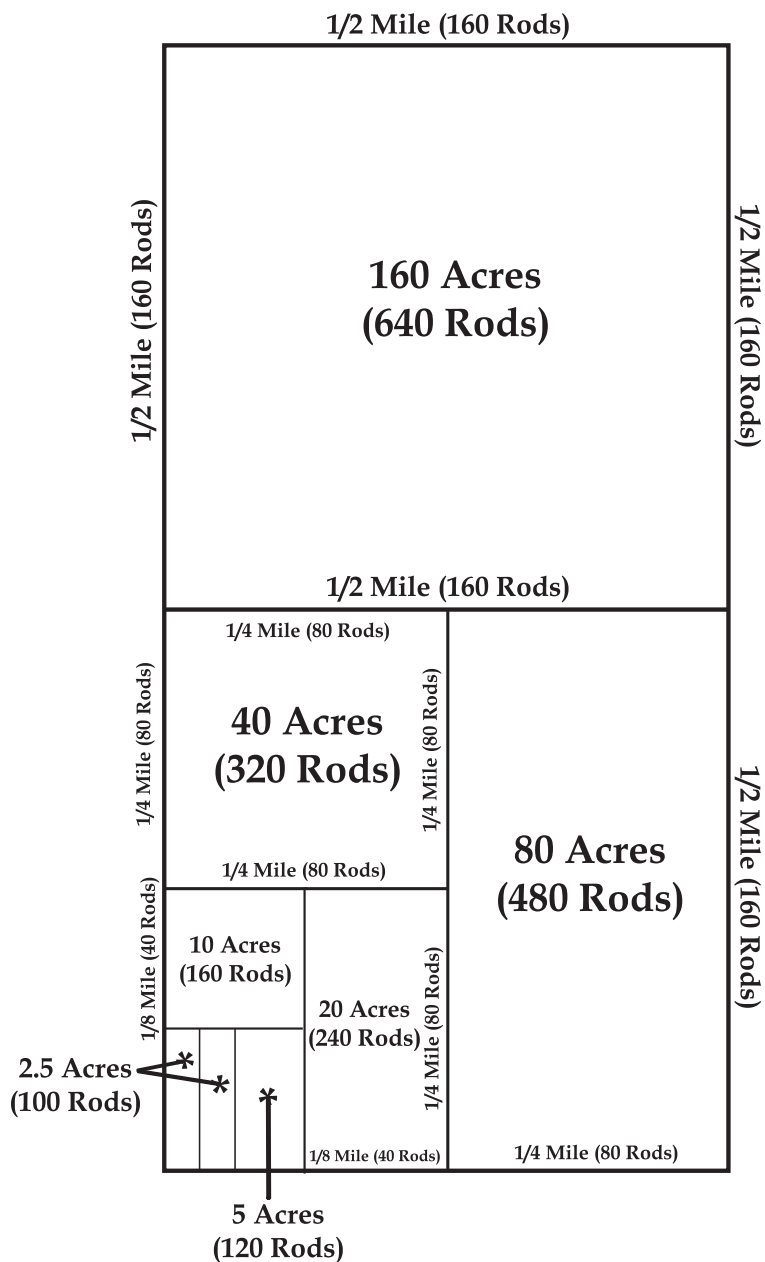 1/2 Mile (160 Rods)
1/2 Mile (160 Rods)
160 Acres
(640 Rods)
1/2 Mile (160 Rods)
1/2 Mile (160 Rods)
1/4 Mile (80 Rods)
1/4 Mile (80 Rods)
40 Acres
(320 Rods)
1/4 Mile (80 Rods)
1/4 Mile (80 Rods)
80 Acres
(480 Rods)
1/2 Mile (160 Rods)
1/8 Mile (40 Rods)
10 Acres
(160 Rods)
20 Acres
(240 Rods)
1/4 Mile (80 Rods)
2.5 Acres
(100 Rods)
*
*
*
1/8 Mile (40 Rods)
1/4 Mile (80 Rods)
5 Acres
(120 Rods)